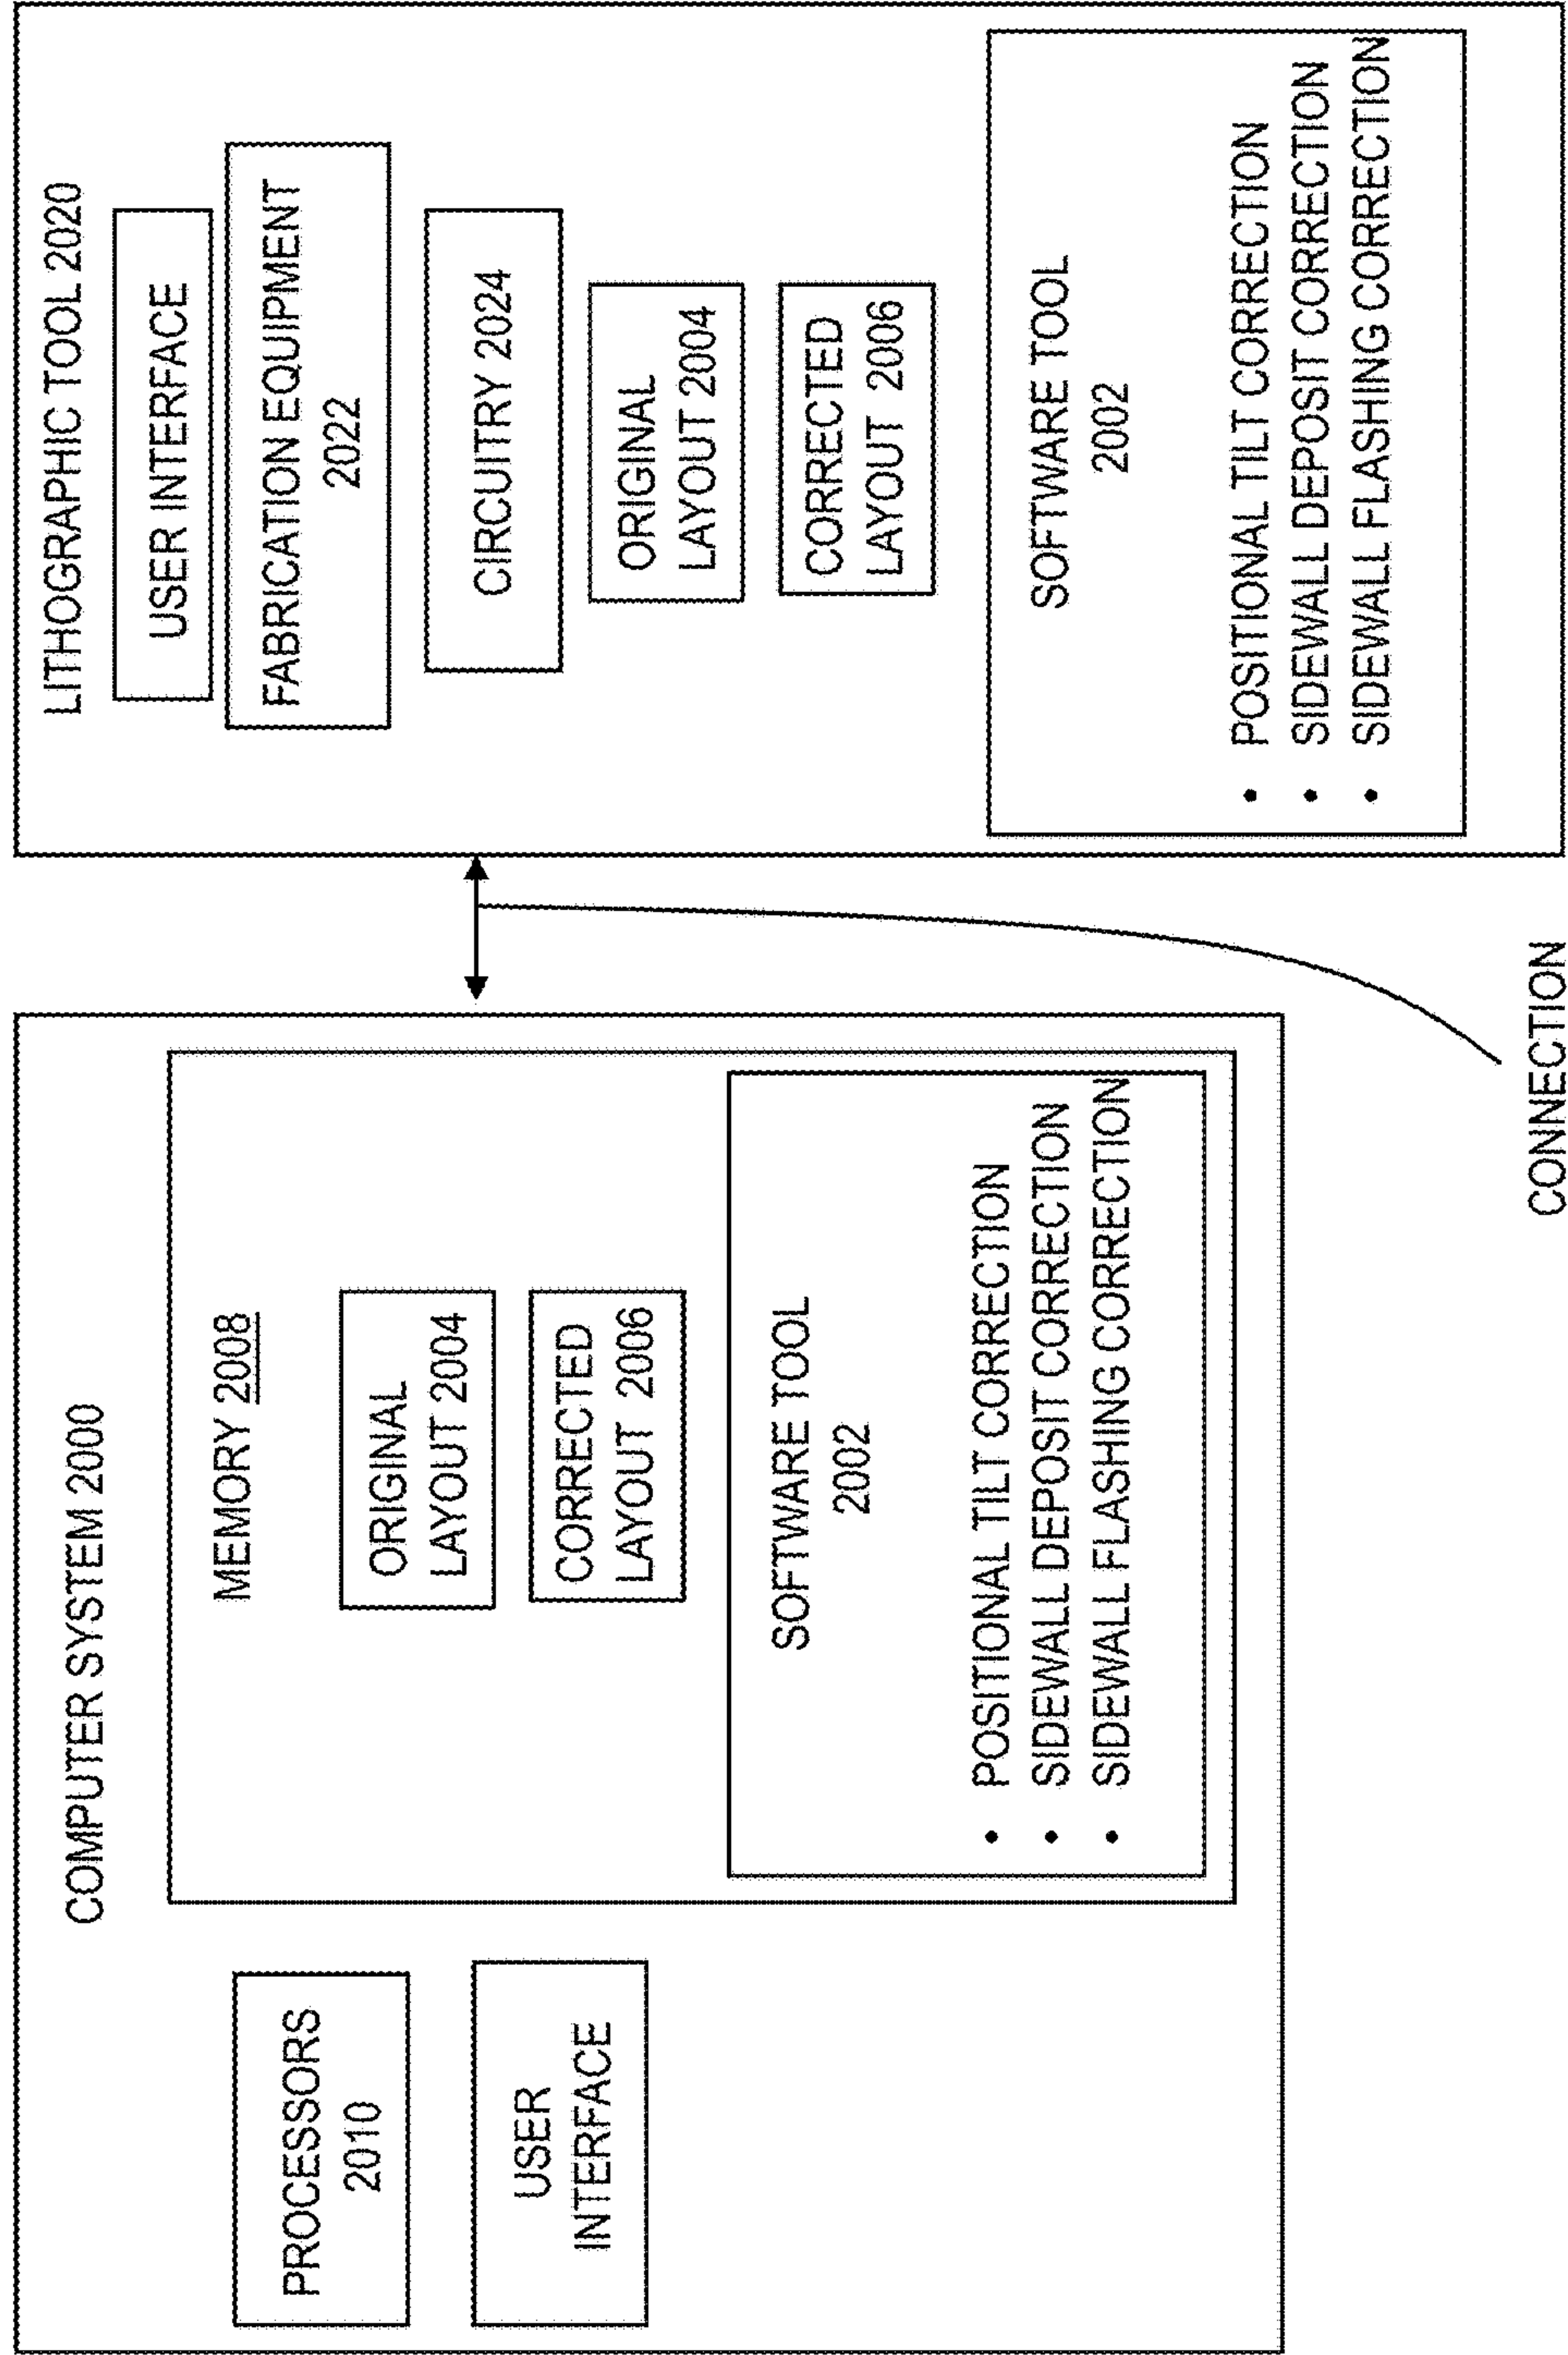 COMPUTER SYSTEM 2000
PROCESSORS
2010
USER
INTERFACE
MEMORY 2008
ORIGINAL
LAYOUT 2004
CORRECTED
LAYOUT 2006
SOFTWARE TOOL
2002
• POSITIONAL TILT CORRECTION
• SIDEWALL DEPOSIT CORRECTION
• SIDEWALL FLASHING CORRECTION
CONNECTION
LITHOGRAPHIC TOOL 2020
USER INTERFACE
FABRICATION EQUIPMENT
2022
CIRCUITRY 2024
ORIGINAL
LAYOUT 2004
CORRECTED
LAYOUT 2006
SOFTWARE TOOL
2002
• POSITIONAL TILT CORRECTION
• SIDEWALL DEPOSIT CORRECTION
• SIDEWALL FLASHING CORRECTION